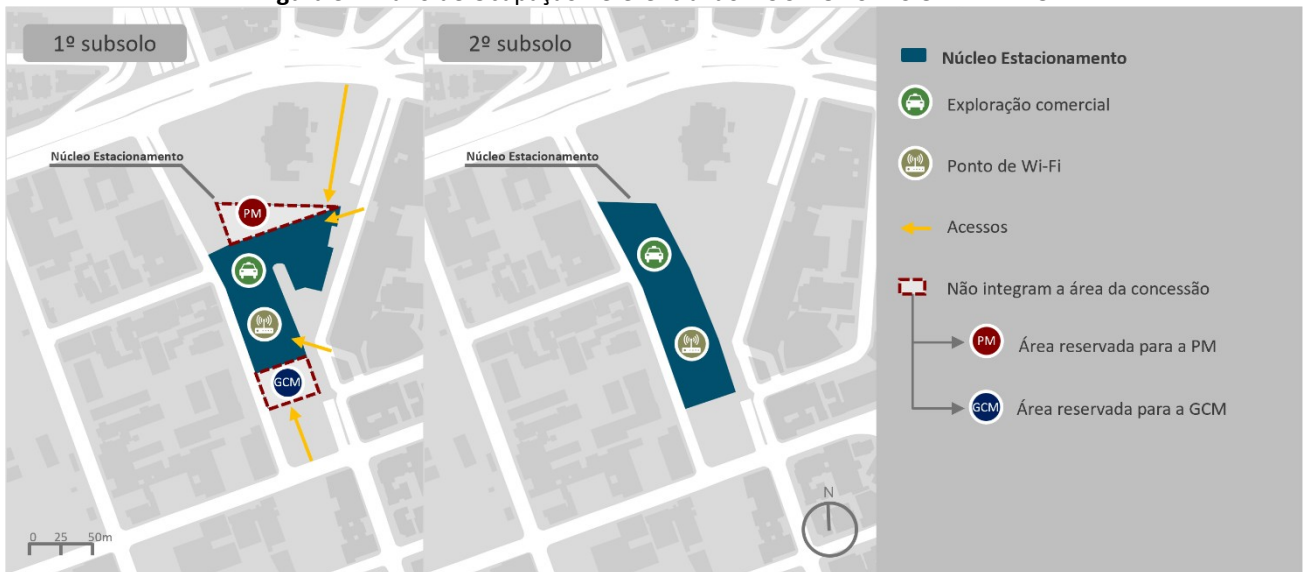 1º subsolo
Núcleo Estacionamento
PM
GCM
0 25 50m
2º subsolo
Núcleo Estacionamento
N
Núcleo Estacionamento
Exploração comercial
Ponto de Wi-Fi
Acessos
Não integram a área da concessão
PM Área reservada para a PM
GCM Área reservada para a GCM